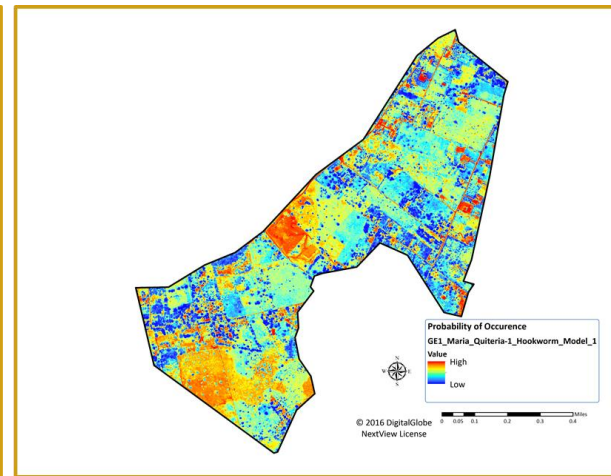 Probability of Occurence
GE1_Maria_Quiteria-1_Hookworm_Model_1
Value
High
Low
N
W E
S
© 2016 DigitalGlobe
NextView License
Miles
0 0.05 0.1 0.2 0.3 0.4